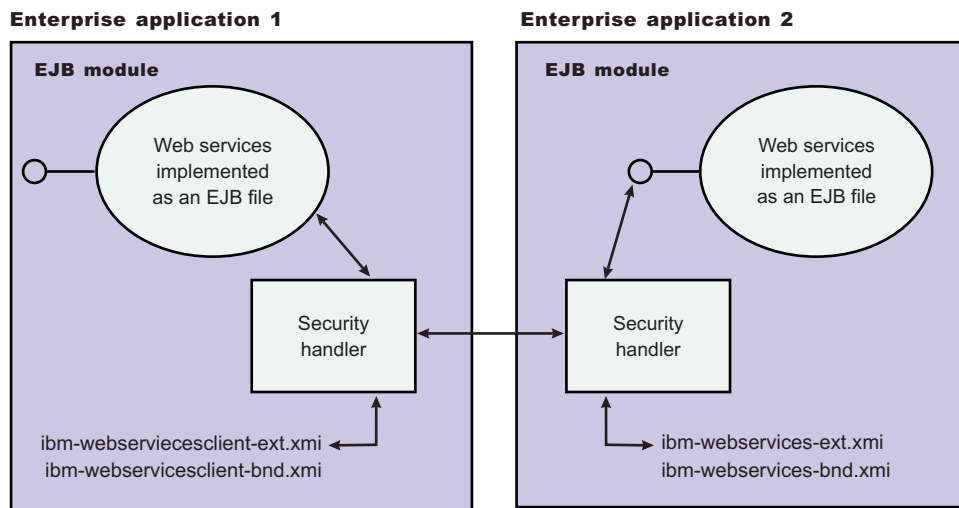 Enterprise application 1
EJB module
Web services
implemented
as an EJB file
Security
handler
ibm-webserviecesclient-ext.xmi
ibm-webservicesclient-bnd.xmi
Enterprise application 2
EJB module
Web services
implemented
as an EJB file
Security
handler
ibm-webservices-ext.xmi
ibm-webservices-bnd.xmi